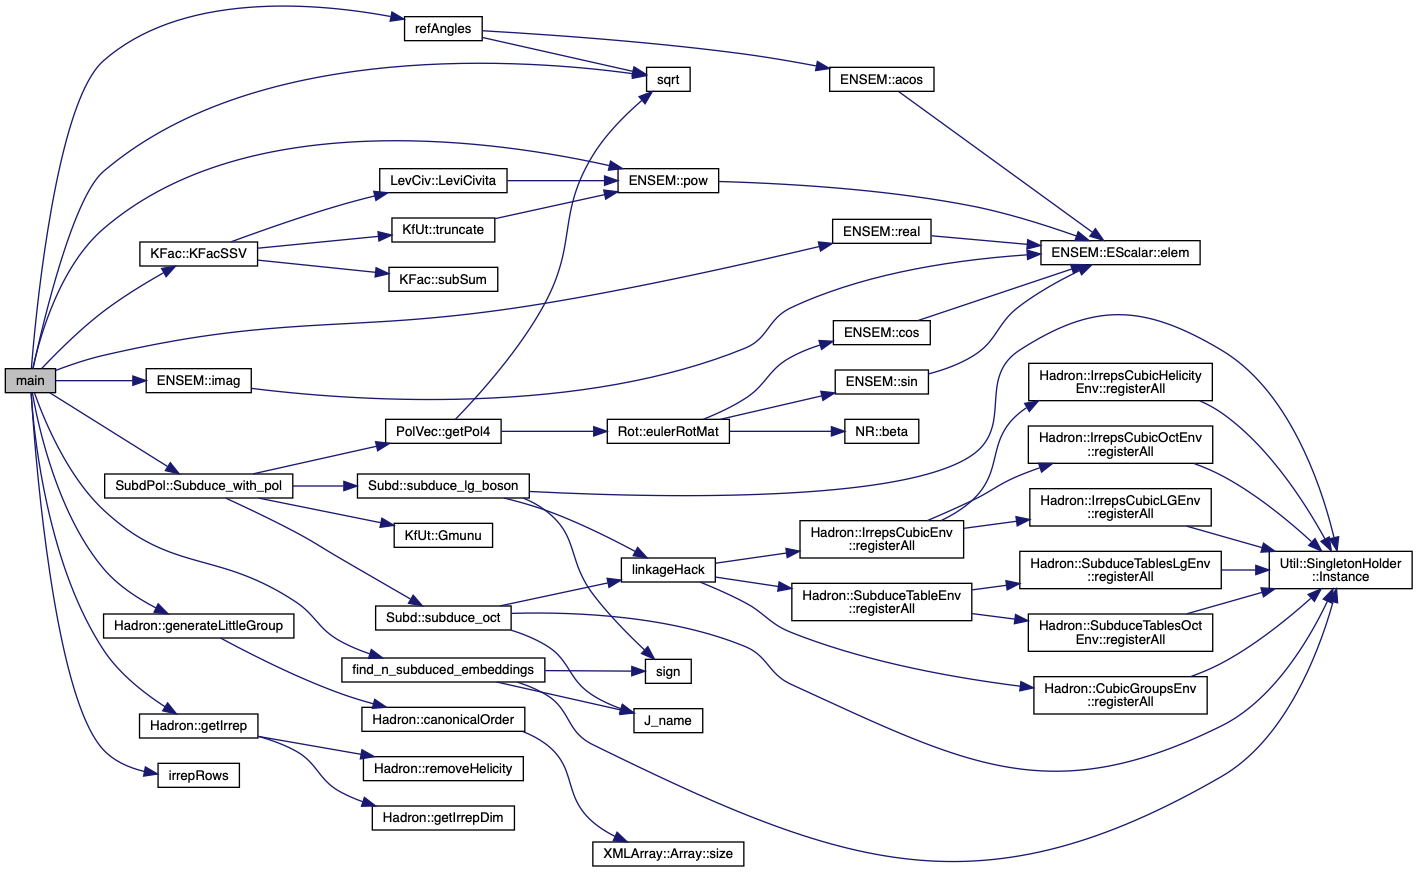 refAngles
sqrt
ENSEM::acos
LevCiv::LeviCivita
ENSEM::pow
KfUt::truncate
ENSEM::real
KFac::KFacSSV
ENSEM::EScalar::elem
KFac::subSum
ENSEM::cos
main
ENSEM::imag
ENSEM::sin
Hadron::IrrepsCubicHelicity
Env::registerAll
PolVec::getPol4
Rot::eulerRotMat
NR::beta
Hadron::IrrepsCubicOctEnv
::registerAll
SubdPol::Subduce_with_pol
Subd::subduce_lg_boson
Hadron::IrrepsCubicLGEnv
::registerAll
KfUt::Gmunu
Hadron::IrrepsCubicEnv
::registerAll
linkageHack
Hadron::SubduceTablesLgEnv
::registerAll
Util::SingletonHolder
::Instance
Hadron::SubduceTableEnv
::registerAll
Hadron::generateLittleGroup
Subd::subduce_oct
Hadron::SubduceTablesOct
Env::registerAll
find_n_subduced_embeddings
sign
Hadron::CubicGroupsEnv
::registerAll
Hadron::getIrrep
Hadron::canonicalOrder
J_name
irrepRows
Hadron::removeHelicity
Hadron::getIrrepDim
XMLArray::Array::size